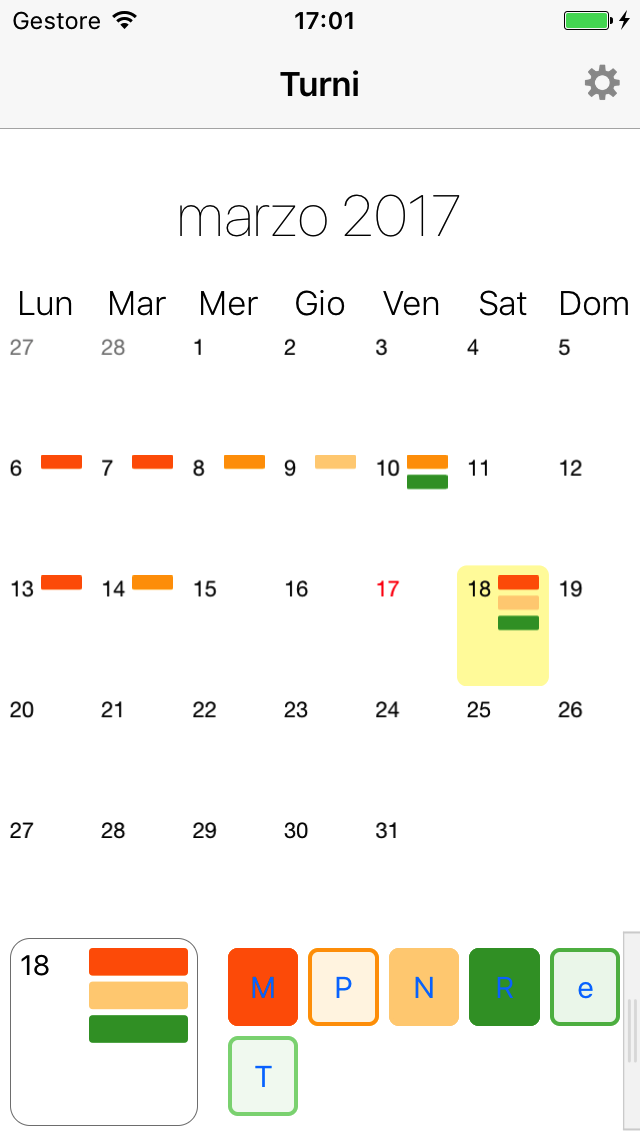 Gestore 17:01
Turni
marzo 2017
Lun Mar Mer Gio Ven Sat Dom
27 28 1 2 3 4 5
6 7 8 9 10 11 12
13 14 15 16 17 18 19
20 21 22 23 24 25 26
27 28 29 30 31
18 M P N R e
T